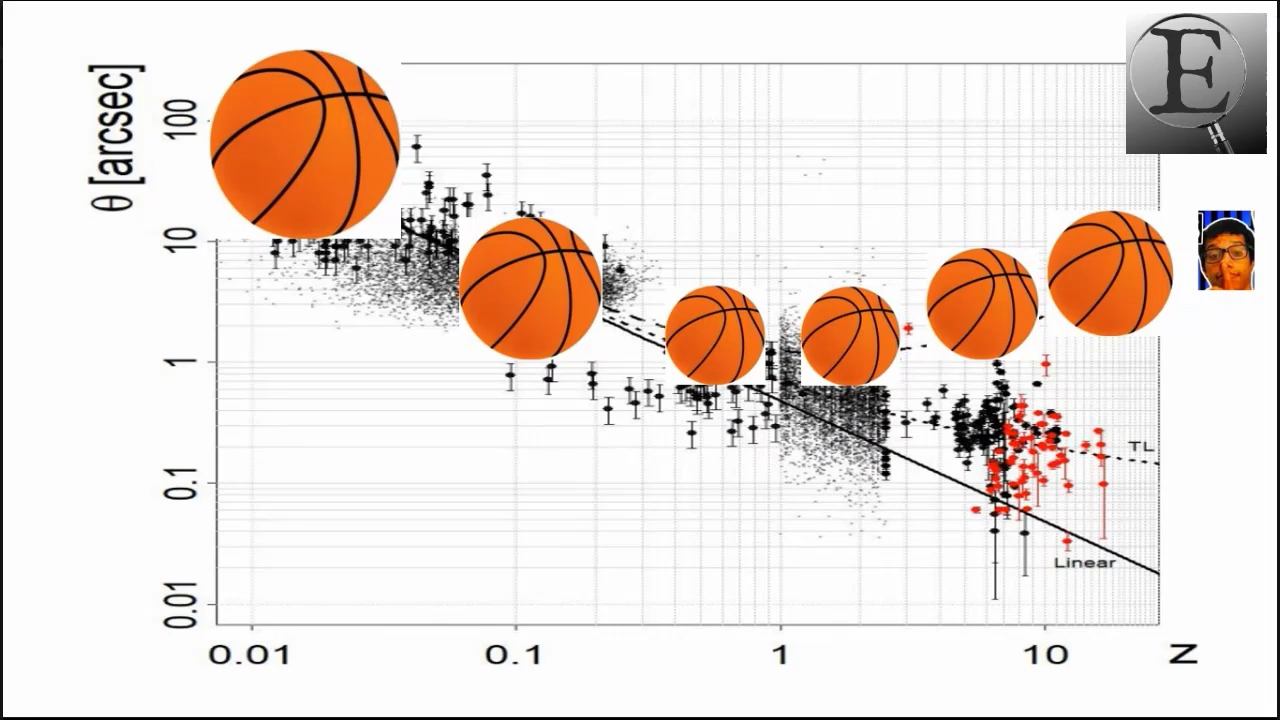 E
θ [arcsec]
100
10
1
0.1
0.01
TL
Linear
0.01 0.1 1 10 Z